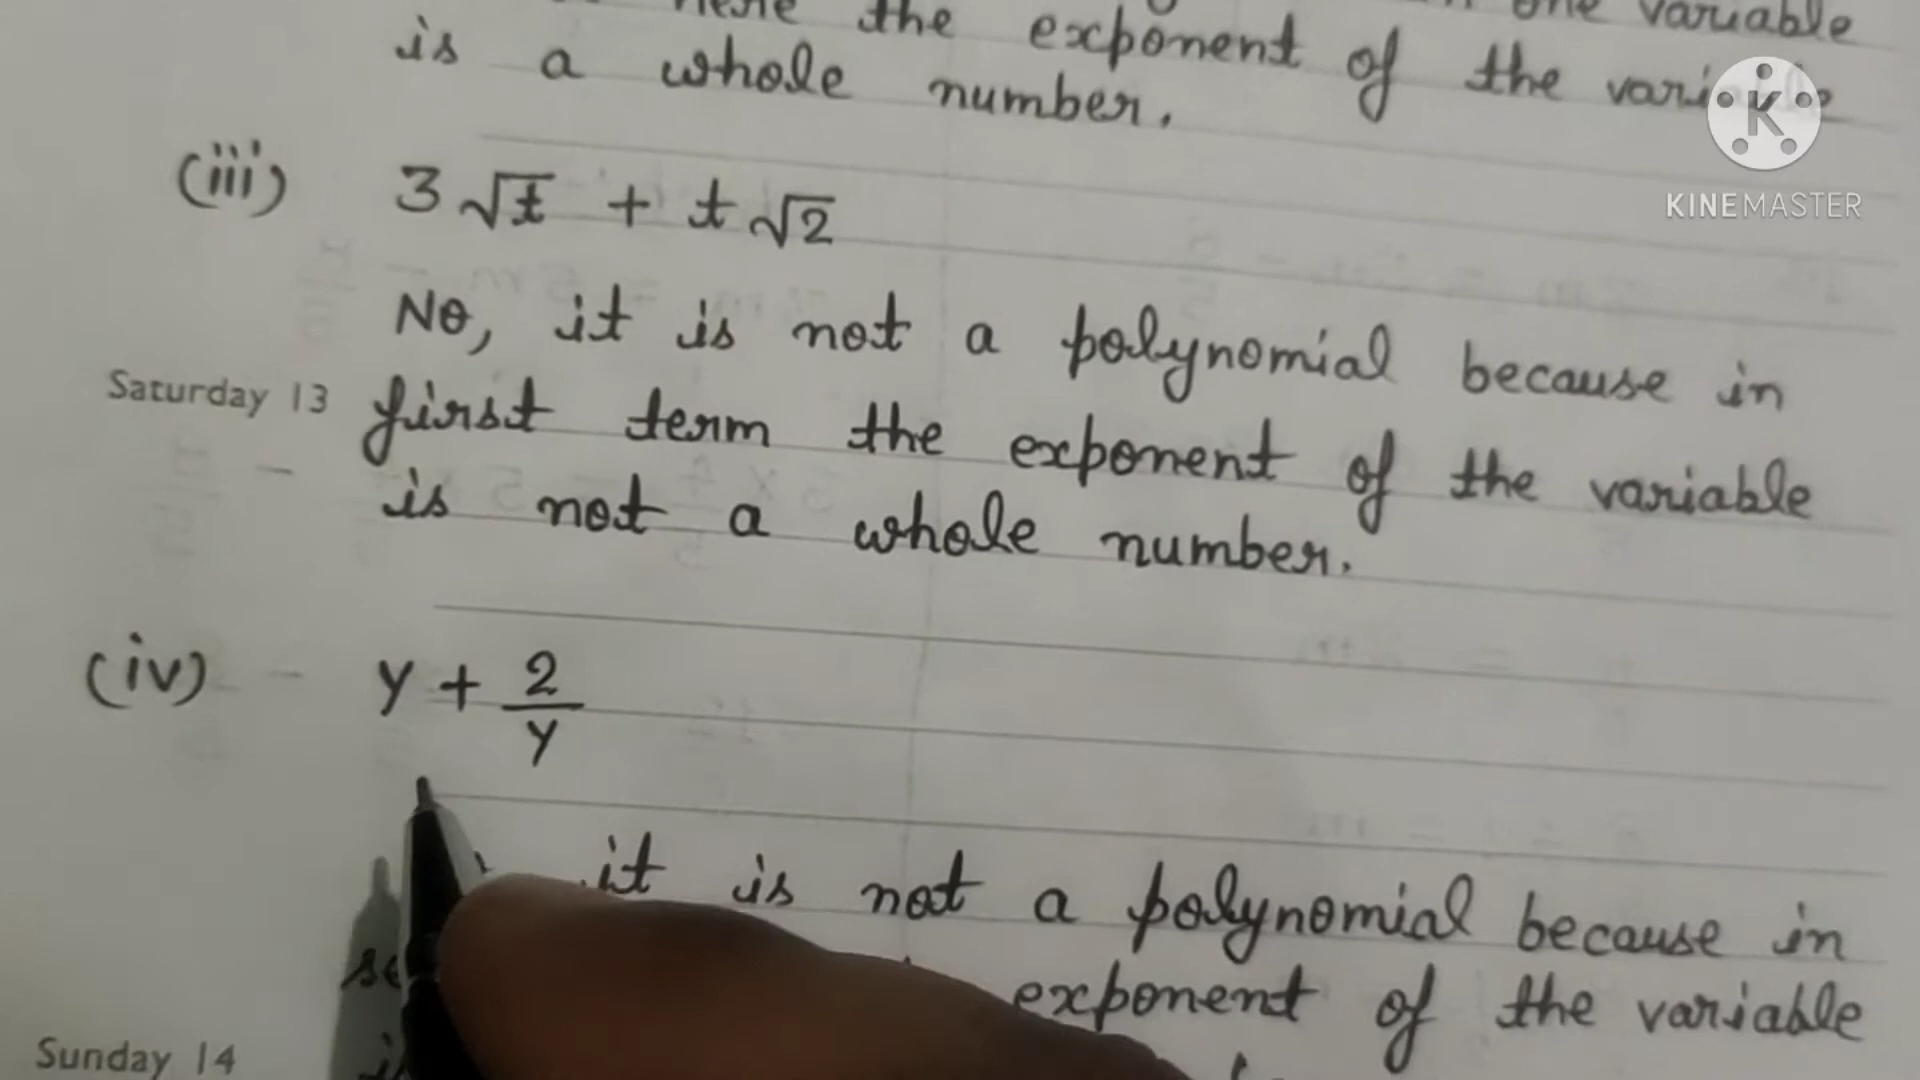 the exponent of the variable
is a whole number.
KINEMASTER
(iii) 3√t + t√2
No, it is not a polynomial because in
Saturday 13
first term the exponent of the variable
is not a whole number.
(iv) y + 2/y
it is not a polynomial because in
exponent of the variable
Sunday 14